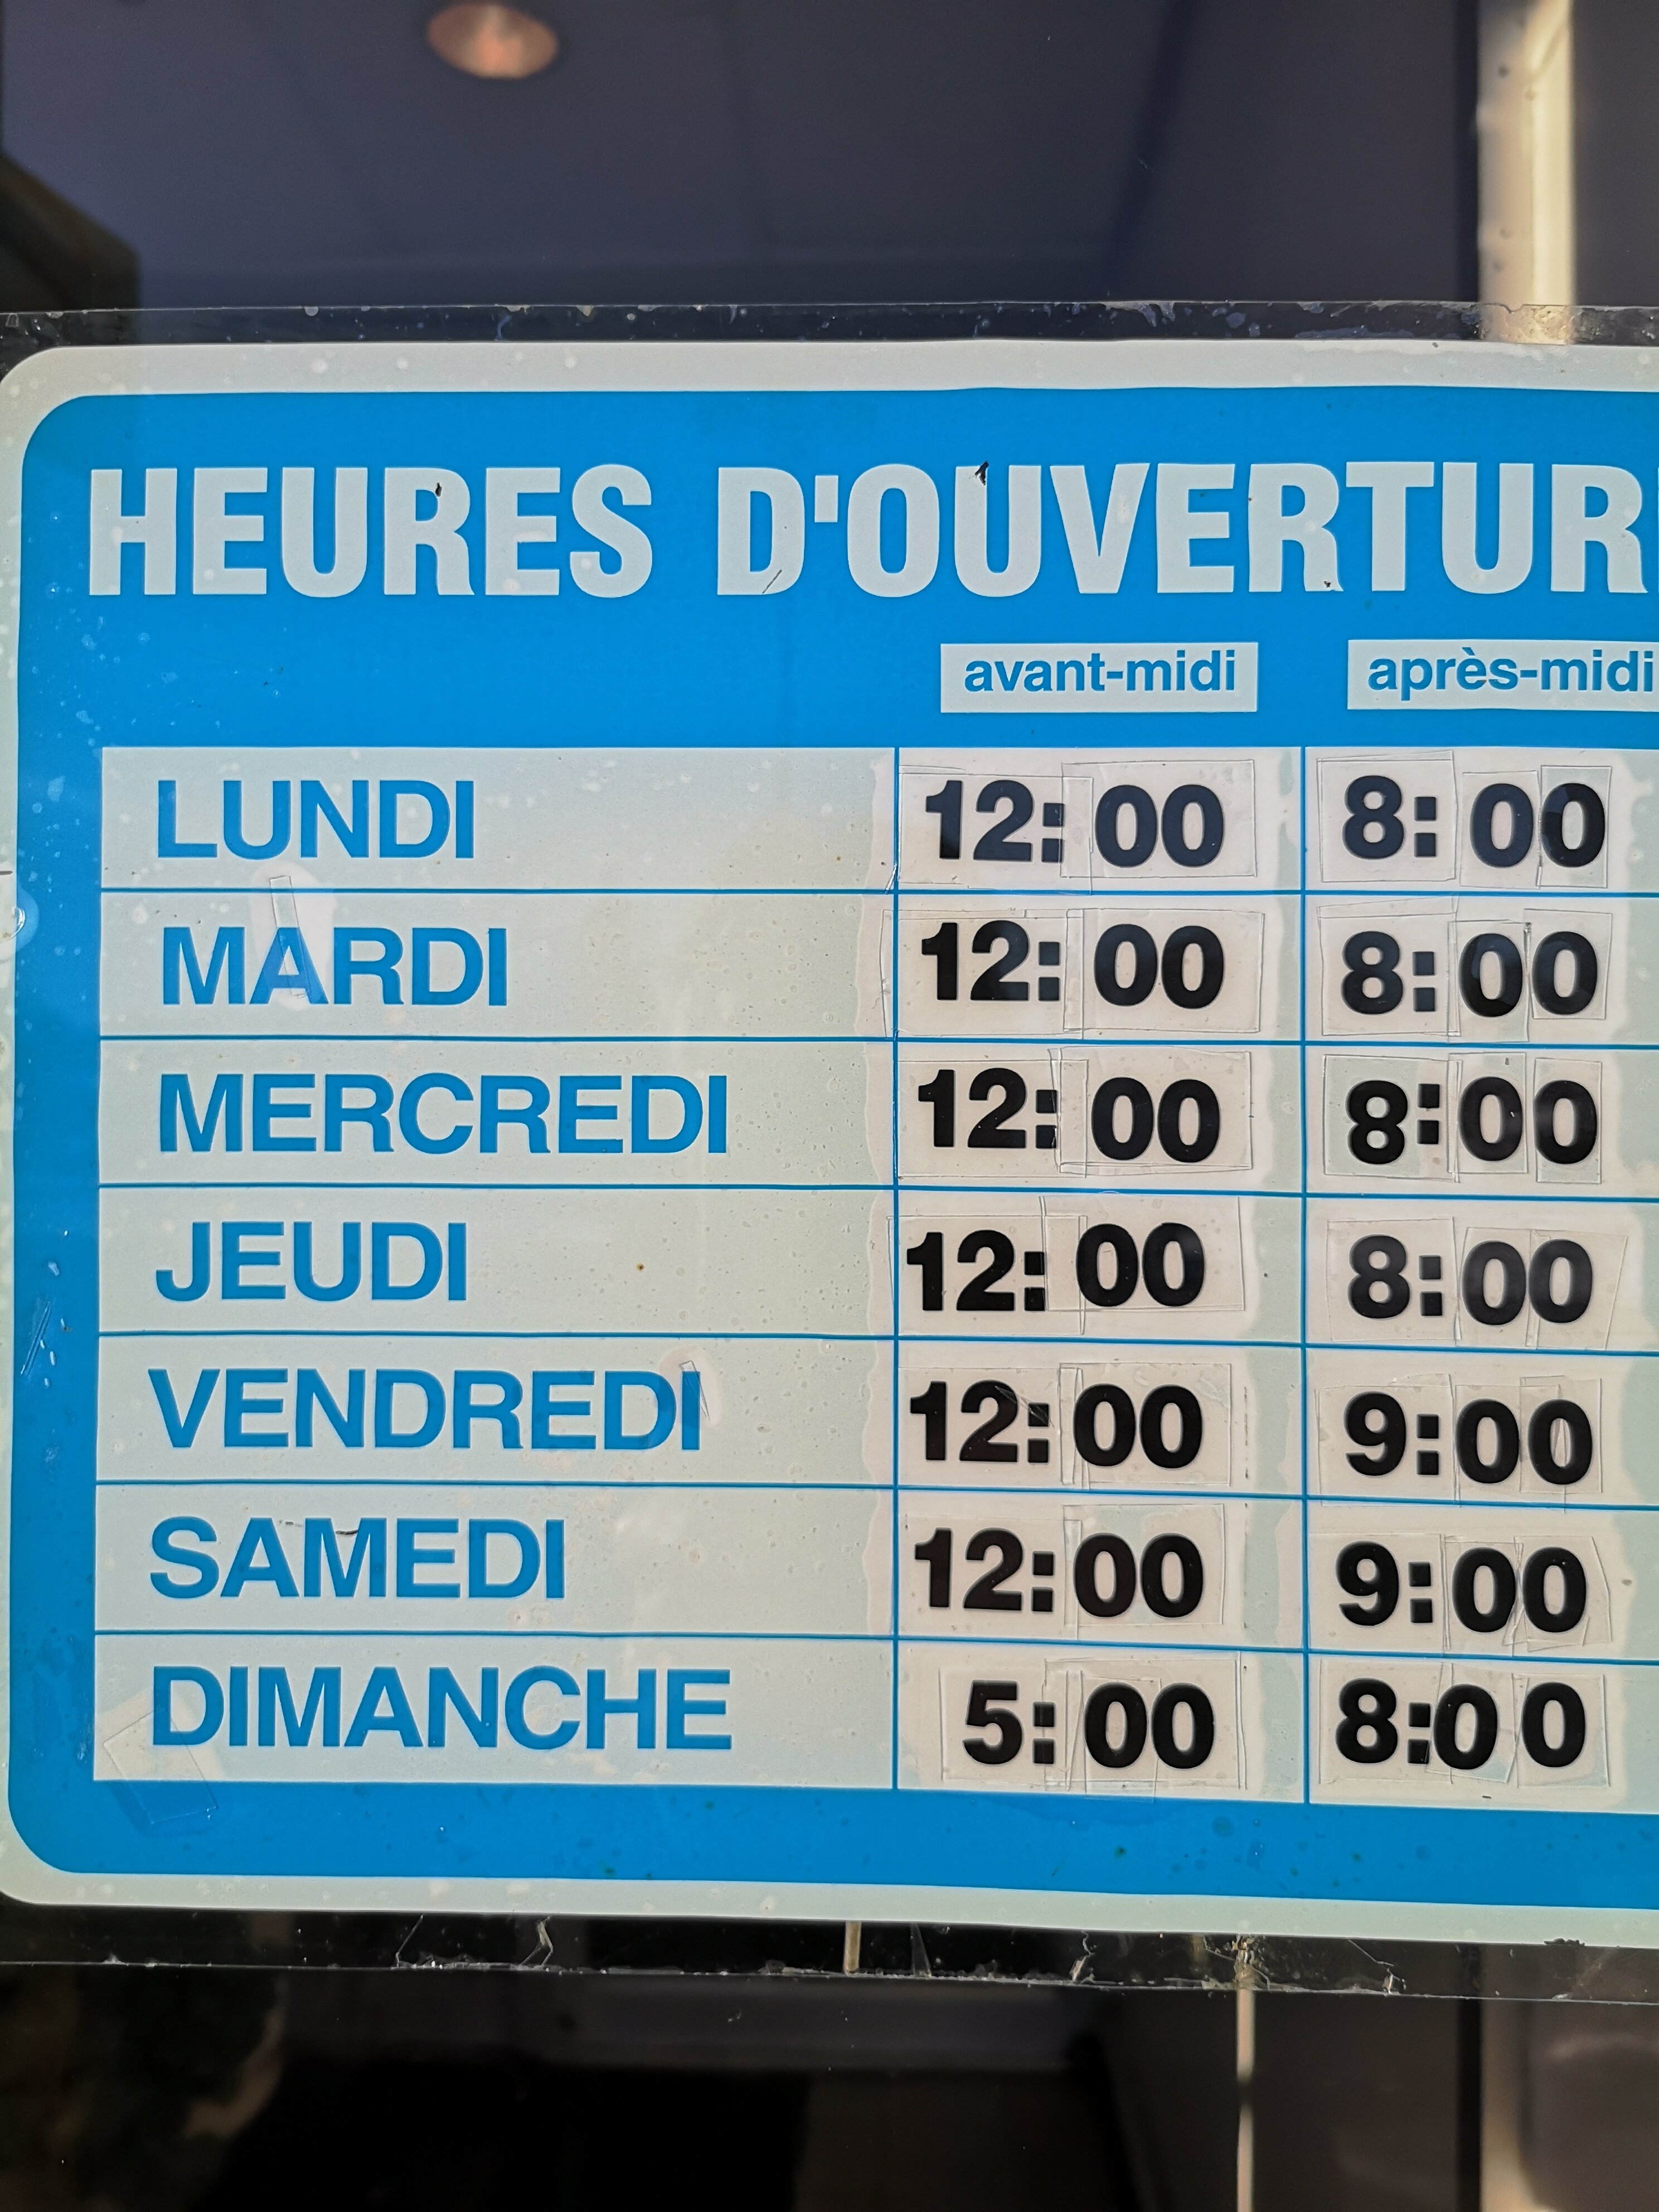 HEURES D'OUVERTUR
avant-midi après-midi
LUNDI 12:00 8:00
MARDI 12:00 8:00
MERCREDI 12:00 8:00
JEUDI 12:00 8:00
VENDREDI 12:00 9:00
SAMEDI 12:00 9:00
DIMANCHE 5:00 8:00